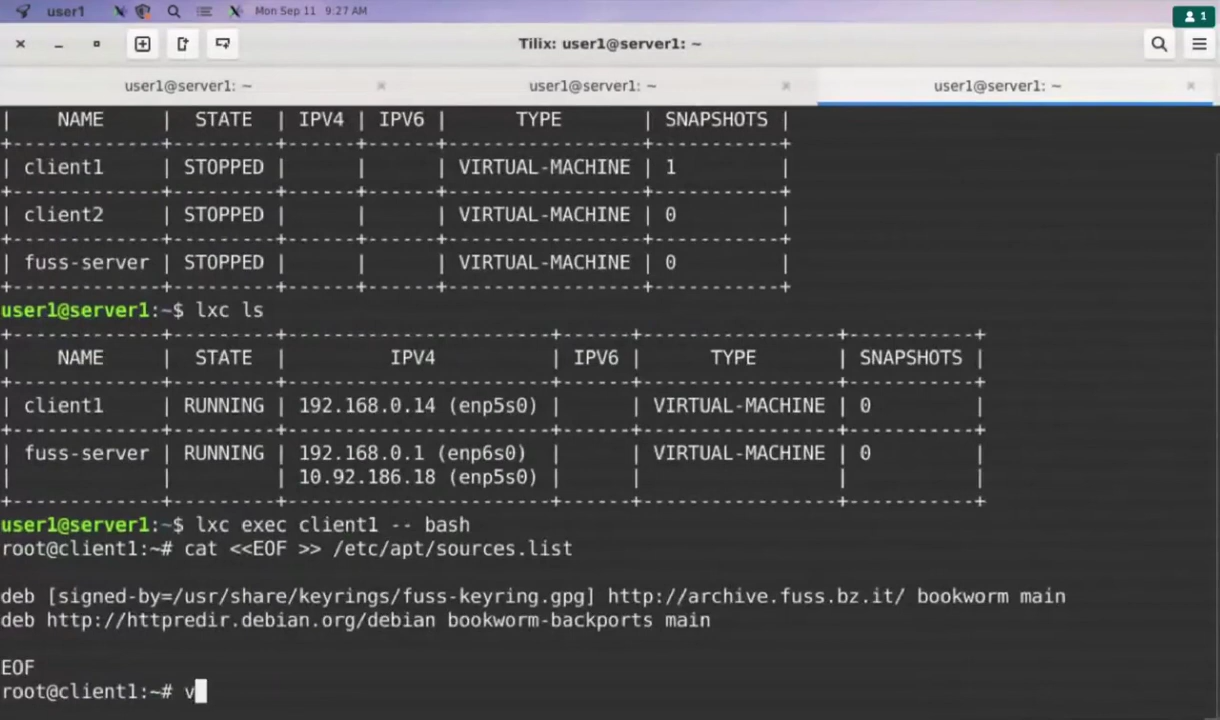 user1 Mon Sep 11 9:27 AM
1
Tilix: user1@server1: ~
user1@server1: ~ user1@server1: ~ user1@server1: ~
| NAME | STATE | IPV4 | IPV6 | TYPE | SNAPSHOTS |
+-----------+---------+------+------+-----------------+-----------+
| client1 | STOPPED | | | VIRTUAL-MACHINE | 1 |
+-----------+---------+------+------+-----------------+-----------+
| client2 | STOPPED | | | VIRTUAL-MACHINE | 0 |
+-----------+---------+------+------+-----------------+-----------+
| fuss-server | STOPPED | | | VIRTUAL-MACHINE | 0 |
+-----------+---------+------+------+-----------------+-----------+
user1@server1:~$ lxc ls
+-----------+---------+-----------------------+------+-----------------+-----------+
| NAME | STATE | IPV4 | IPV6 | TYPE | SNAPSHOTS |
+-----------+---------+-----------------------+------+-----------------+-----------+
| client1 | RUNNING | 192.168.0.14 (enp5s0) | | VIRTUAL-MACHINE | 0 |
+-----------+---------+-----------------------+------+-----------------+-----------+
| fuss-server | RUNNING | 192.168.0.1 (enp6s0) | | VIRTUAL-MACHINE | 0 |
| | | 10.92.186.18 (enp5s0) | | | |
+-----------+---------+-----------------------+------+-----------------+-----------+
user1@server1:~$ lxc exec client1 -- bash
root@client1:~# cat <<EOF >> /etc/apt/sources.list
deb [signed-by=/usr/share/keyrings/fuss-keyring.gpg] http://archive.fuss.bz.it/ bookworm main
deb http://httpredir.debian.org/debian bookworm-backports main
EOF
root@client1:~# v